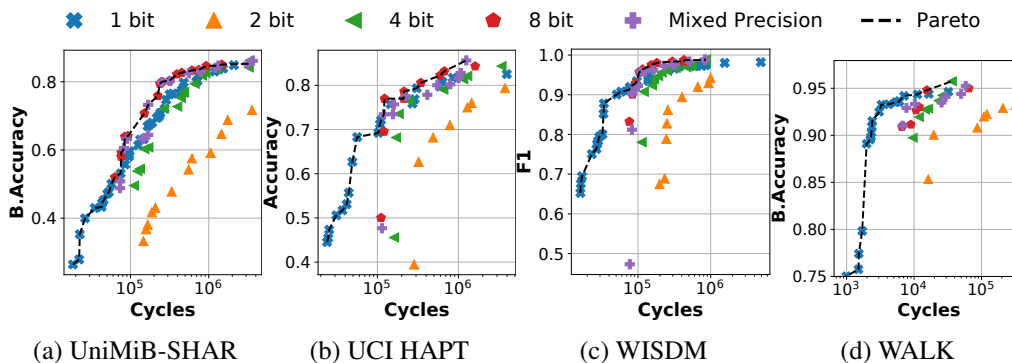 1 bit 2 bit 4 bit 8 bit Mixed Precision Pareto
B.Accuracy 0.8 0.6 0.4
10^5 10^6
Cycles
(a) UniMiB-SHAR
Accuracy 0.8 0.7 0.6 0.5 0.4
10^5 10^6
Cycles
(b) UCI HAPT
F1 1.0 0.9 0.8 0.7 0.6 0.5
10^5 10^6
Cycles
(c) WISDM
B.Accuracy 0.95 0.90 0.85 0.80 0.75
10^3 10^4 10^5
Cycles
(d) WALK